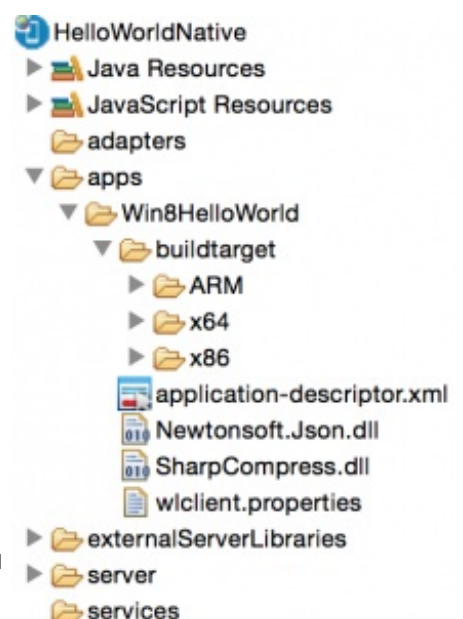 HelloWorldNative
Java Resources
JavaScript Resources
adapters
apps
Win8HelloWorld
buildtarget
ARM
x64
x86
application-descriptor.xml
Newtonsoft.Json.dll
SharpCompress.dll
wlclient.properties
externalServerLibraries
server
services